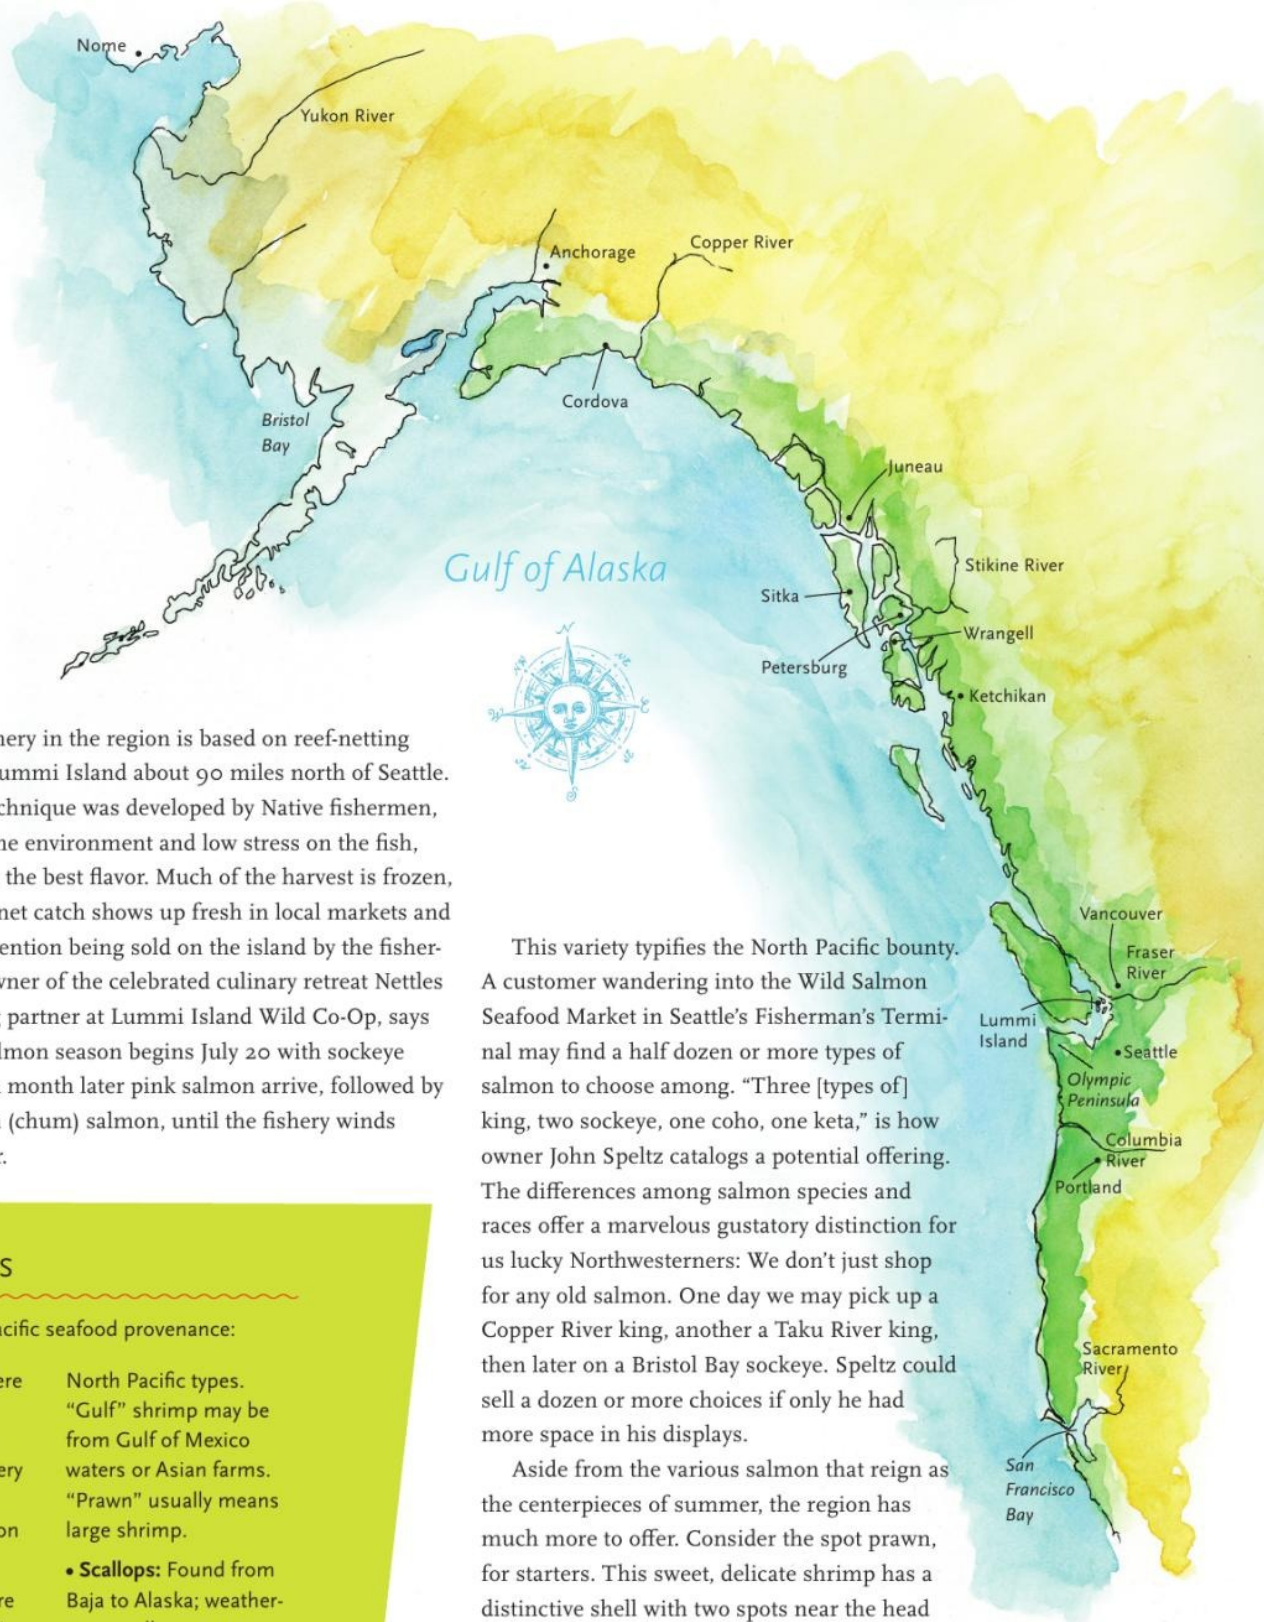 Nome
Yukon River
Anchorage
Copper River
Cordova
Bristol
Bay
Juneau
Gulf of Alaska
Stikine River
Sitka
Wrangell
Petersburg
Ketchikan
N
NE
E
S
W
Vancouver
Fraser
River
Lummi
Island
Seattle
Olympic
Peninsula
Columbia
River
Portland
Sacramento
River
San
Francisco
Bay
nery in the region is based on reef-netting
ummi Island about 90 miles north of Seattle.
chnique was developed by Native fishermen,
ne environment and low stress on the fish,
the best flavor. Much of the harvest is frozen,
net catch shows up fresh in local markets and
ention being sold on the island by the fisher-
wner of the celebrated culinary retreat Nettles
partner at Lummi Island Wild Co-Op, says
lmon season begins July 20 with sockeye
month later pink salmon arrive, followed by
(chum) salmon, until the fishery winds
r.
S
acific seafood provenance:
ere
ery
on
re
North Pacific types.
“Gulf” shrimp may be
from Gulf of Mexico
waters or Asian farms.
“Prawn” usually means
large shrimp.
• Scallops: Found from
Baja to Alaska; weather-
This variety typifies the North Pacific bounty.
A customer wandering into the Wild Salmon
Seafood Market in Seattle’s Fisherman’s Termi-
nal may find a half dozen or more types of
salmon to choose among. “Three [types of]
king, two sockeye, one coho, one keta,” is how
owner John Speltz catalogs a potential offering.
The differences among salmon species and
races offer a marvelous gustatory distinction for
us lucky Northwesterners: We don’t just shop
for any old salmon. One day we may pick up a
Copper River king, another a Taku River king,
then later on a Bristol Bay sockeye. Speltz could
sell a dozen or more choices if only he had
more space in his displays.
Aside from the various salmon that reign as
the centerpieces of summer, the region has
much more to offer. Consider the spot prawn,
for starters. This sweet, delicate shrimp has a
distinctive shell with two spots near the head